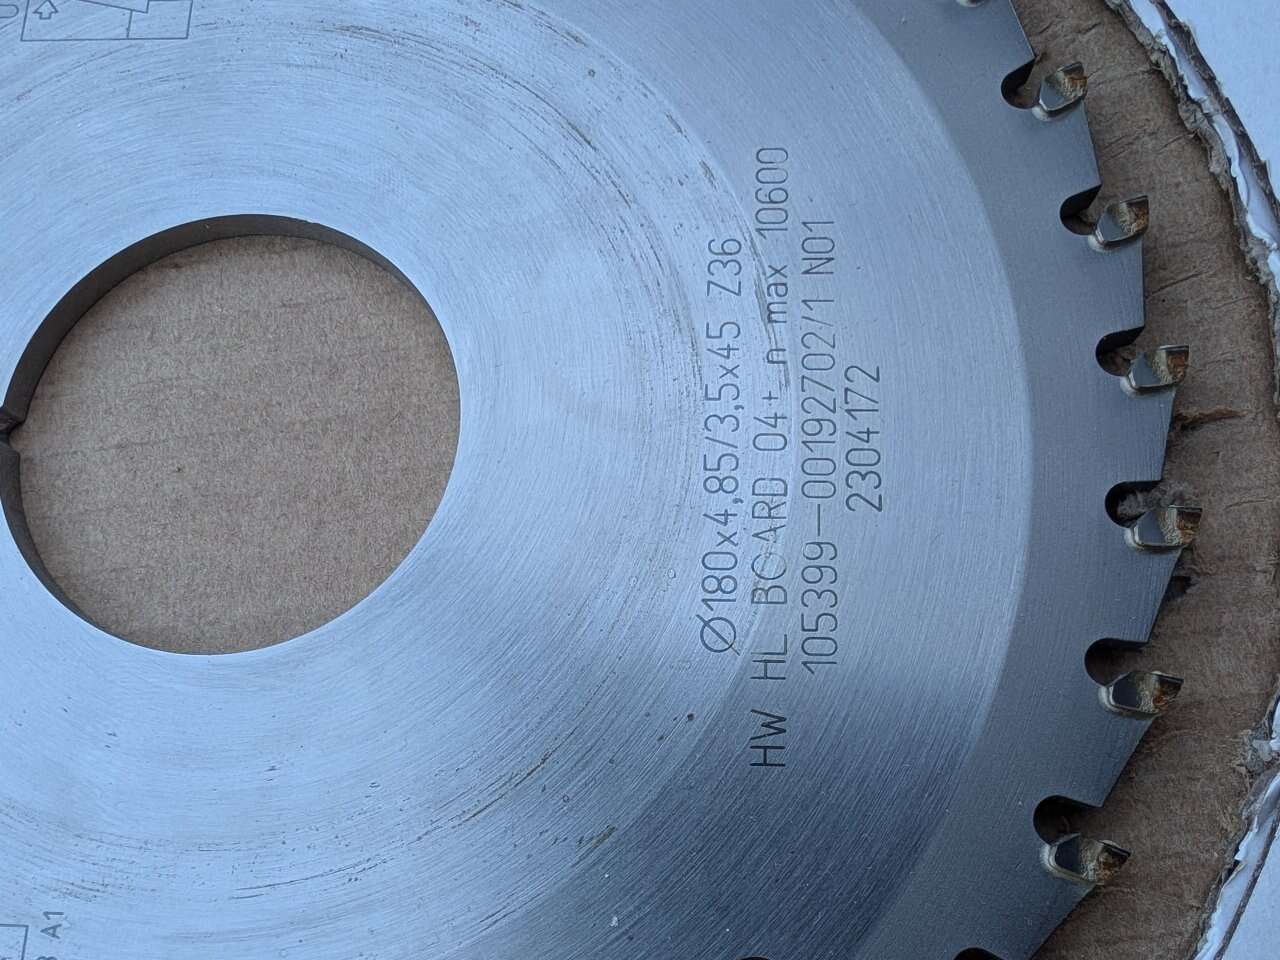 Ø180x4,85/3,5x45 Z36
HW HL BOARD 04+ n max 10600
105399-00192702/1 N01
2304172
A1